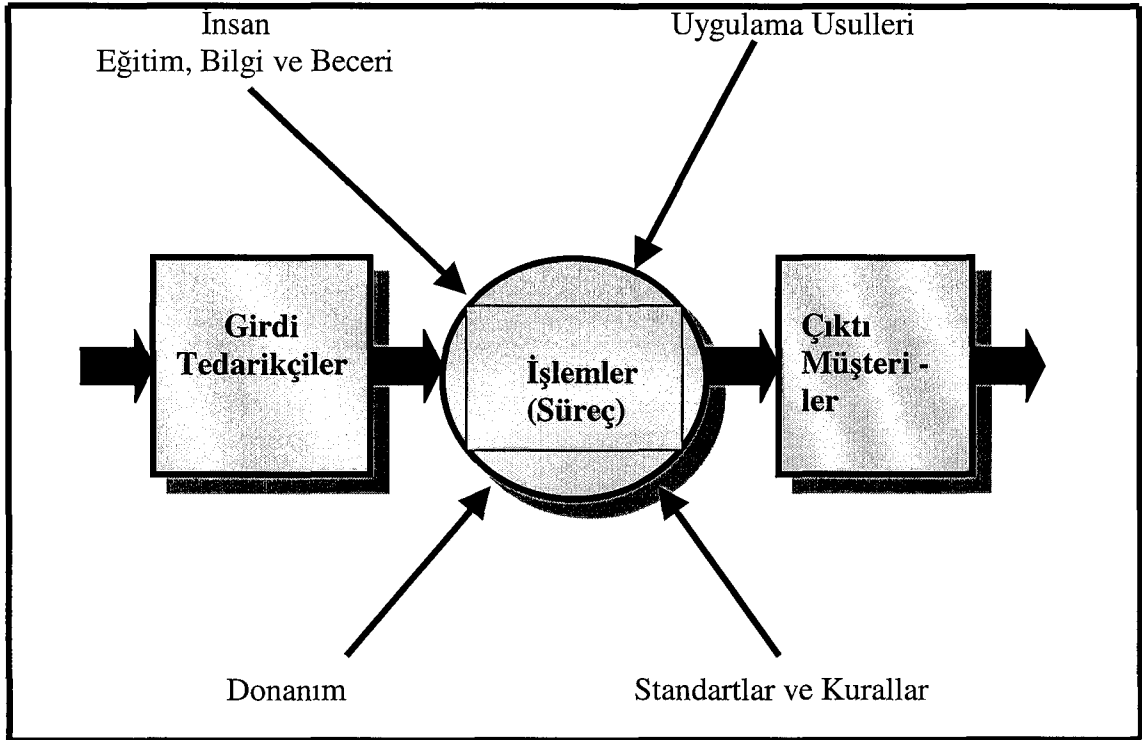 İnsan
Eğitim, Bilgi ve Beceri
Uygulama Usulleri
Girdi
Tedarikçiler
İşlemler
(Süreç)
Çıktı
Müşteri -
ler
Donanım
Standartlar ve Kurallar